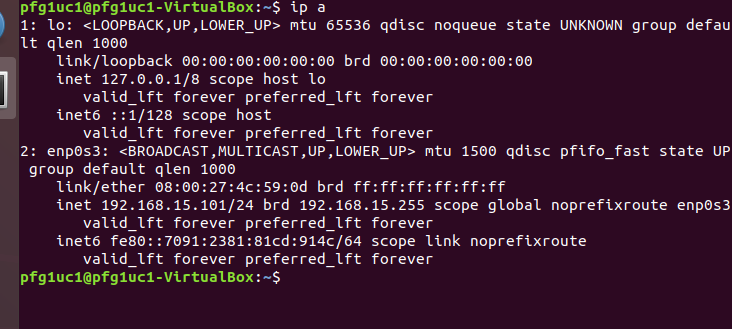 pfg1uc1@pfg1uc1-VirtualBox:~$ ip a
1: lo: <LOOPBACK,UP,LOWER_UP> mtu 65536 qdisc noqueue state UNKNOWN group defau
lt qlen 1000
    link/loopback 00:00:00:00:00:00 brd 00:00:00:00:00:00
    inet 127.0.0.1/8 scope host lo
       valid_lft forever preferred_lft forever
    inet6 ::1/128 scope host
       valid_lft forever preferred_lft forever
2: enp0s3: <BROADCAST,MULTICAST,UP,LOWER_UP> mtu 1500 qdisc pfifo_fast state UP
 group default qlen 1000
    link/ether 08:00:27:4c:59:0d brd ff:ff:ff:ff:ff:ff
    inet 192.168.15.101/24 brd 192.168.15.255 scope global noprefixroute enp0s3
       valid_lft forever preferred_lft forever
    inet6 fe80::7091:2381:81cd:914c/64 scope link noprefixroute
       valid_lft forever preferred_lft forever
pfg1uc1@pfg1uc1-VirtualBox:~$